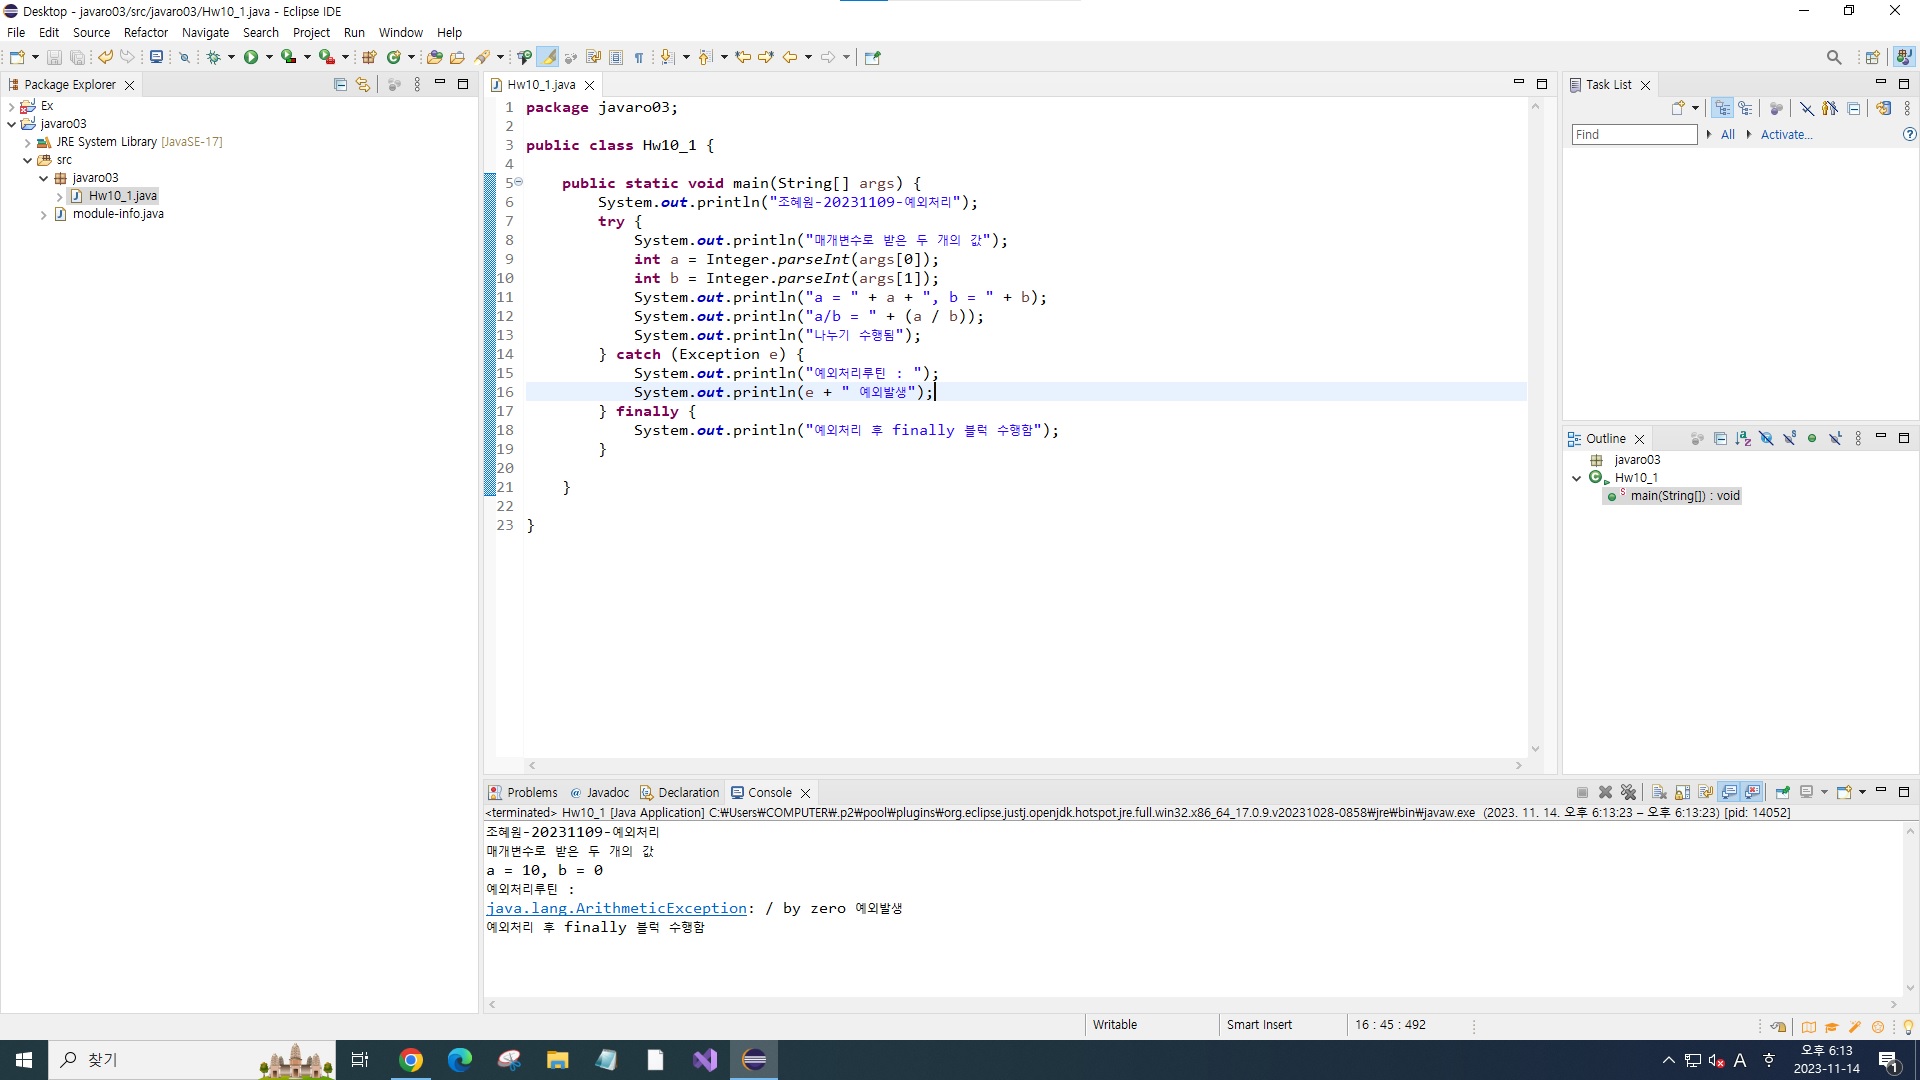 Desktop - javaro03/src/javaro03/Hw10_1.java - Eclipse IDE
File Edit Source Refactor Navigate Search Project Run Window Help
Package Explorer
Ex
javaro03
JRE System Library [JavaSE-17]
src
javaro03
Hw10_1.java
module-info.java
Hw10_1.java
1 package javaro03;
2
3 public class Hw10_1 {
4
5 public static void main(String[] args) {
6 System.out.println("조혜원-20231109-예외처리");
7 try {
8 System.out.println("매개변수로 받은 두 개의 값");
9 int a = Integer.parseInt(args[0]);
10 int b = Integer.parseInt(args[1]);
11 System.out.println("a = " + a + ", b = " + b);
12 System.out.println("a/b = " + (a / b));
13 System.out.println("나누기 수행됨");
14 } catch (Exception e) {
15 System.out.println("예외처리루틴 : ");
16 System.out.println(e + " 예외발생");
17 } finally {
18 System.out.println("예외처리 후 finally 블럭 수행함");
19 }
20
21 }
22
23 }
Task List
Find All Activate...
Outline
javaro03
Hw10_1
main(String[]) : void
Problems Javadoc Declaration Console
<terminated> Hw10_1 [Java Application] C:₩Users₩COMPUTER₩.p2₩pool₩plugins₩org.eclipse.justj.openjdk.hotspot.jre.full.win32.x86_64_17.0.9.v20231028-0858₩jre₩bin₩javaw.exe (2023. 11. 14. 오후 6:13:23 – 오후 6:13:23) [pid: 14052]
조혜원-20231109-예외처리
매개변수로 받은 두 개의 값
a = 10, b = 0
예외처리루틴 :
java.lang.ArithmeticException: / by zero 예외발생
예외처리 후 finally 블럭 수행함
Writable Smart Insert 16 : 45 : 492
찾기
A 오후 6:13
2023-11-14
1